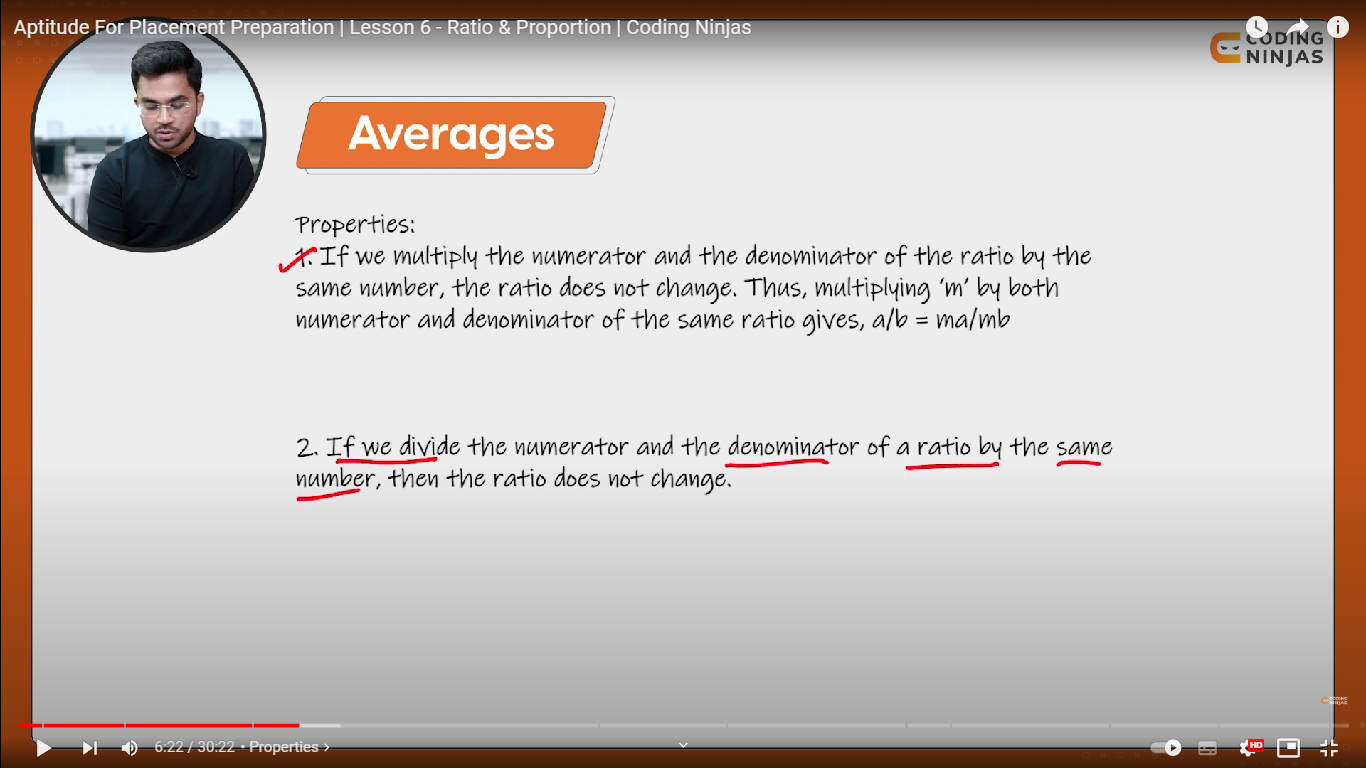 Aptitude For Placement Preparation | Lesson 6 - Ratio & Proportion | Coding Ninjas
CODING
NINJAS
Averages
Properties:
1. If we multiply the numerator and the denominator of the ratio by the
same number, the ratio does not change. Thus, multiplying ‘m’ by both
numerator and denominator of the same ratio gives, a/b = ma/mb
2. If we divide the numerator and the denominator of a ratio by the same
number, then the ratio does not change.
CODING
NINJAS
6:22 / 30:22 • Properties >
HD